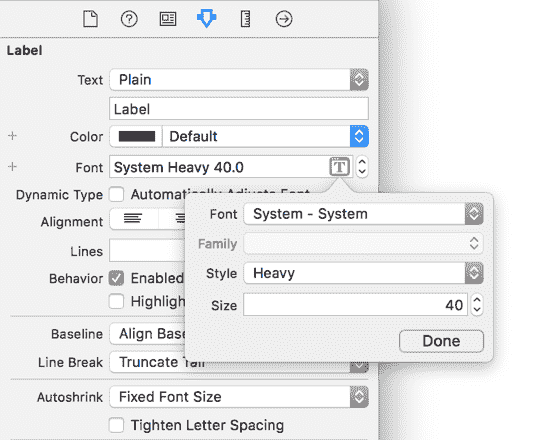 Label
Text Plain
Label
Color Default
Font System Heavy 40.0 T
Dynamic Type Automatically Adjust Font
Font System - System
Alignment
Family
Lines
Style Heavy
Behavior Enabled
Size 40
Highligh
Done
Baseline Align Base
Line Break Truncate Tail
Autoshrink Fixed Font Size
Tighten Letter Spacing